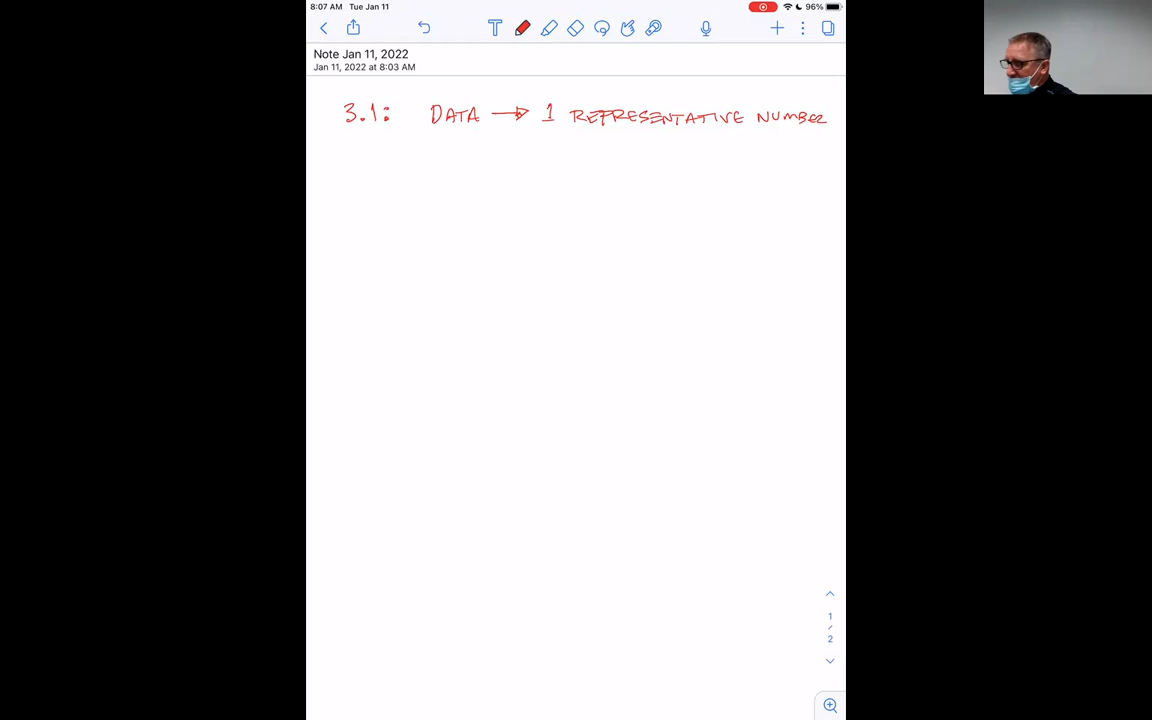 8:07 AM Tue Jan 11 96%
Note Jan 11, 2022
Jan 11, 2022 at 8:03 AM
3.1: DATA → 1 REPRESENTATIVE NUMBER
1
/
2